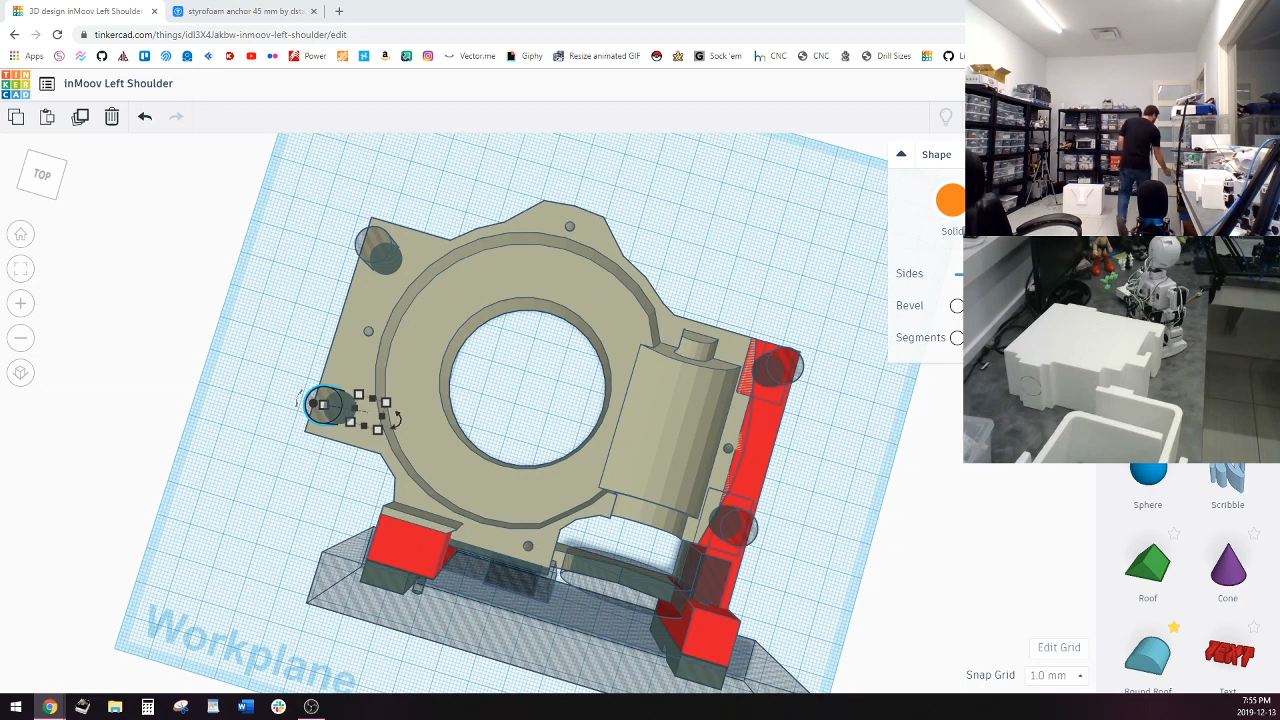 3D design inMoov Left Shoulder
styrofoam anchor 45 mm by dsta
tinkercad.com/things/idI3X4Jakbw-inmoov-left-shoulder/edit
Apps
Power
Vector.me
Giphy
Resize animated GIF
Sock 'em
CNC
CNC
Drill Sizes
TIN
KER
CAD
inMoov Left Shoulder
TOP
Shape
Solid
Sides
Bevel
Segments
Sphere
Scribble
Roof
Cone
TEXT
Round Roof
Text
Workplane
Edit Grid
Snap Grid
1.0 mm
7:55 PM
2019-12-13